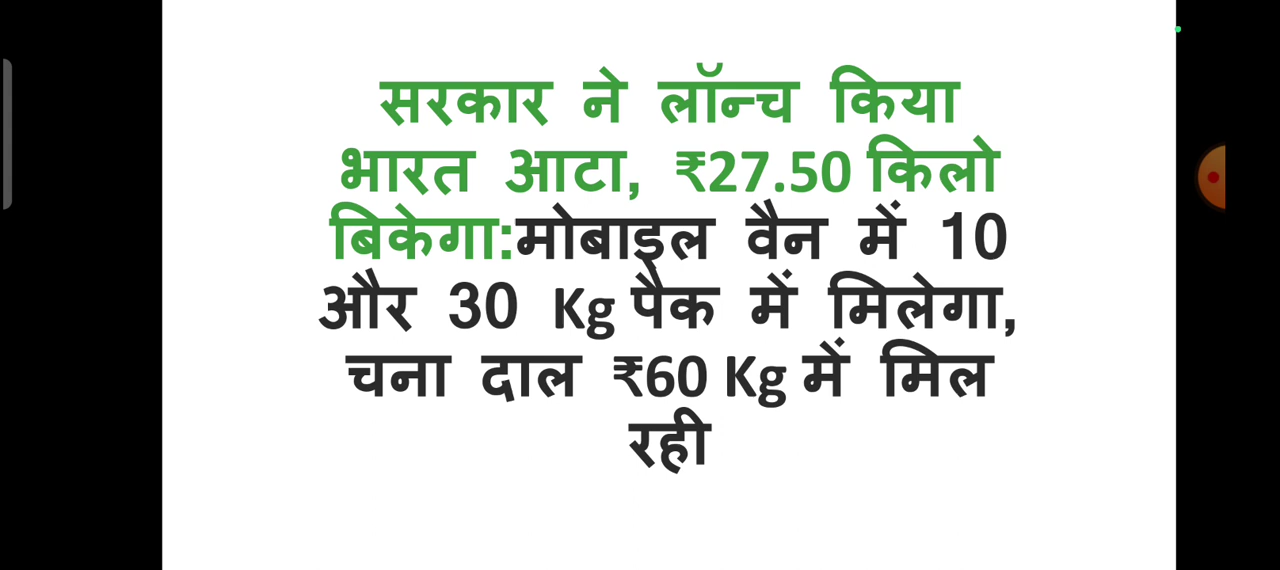 सरकार ने लॉन्च किया
भारत आटा, ₹27.50 किलो
बिकेगा:मोबाइल वैन में 10
और 30 Kg पैक में मिलेगा,
चना दाल ₹60 Kg में मिल
रही